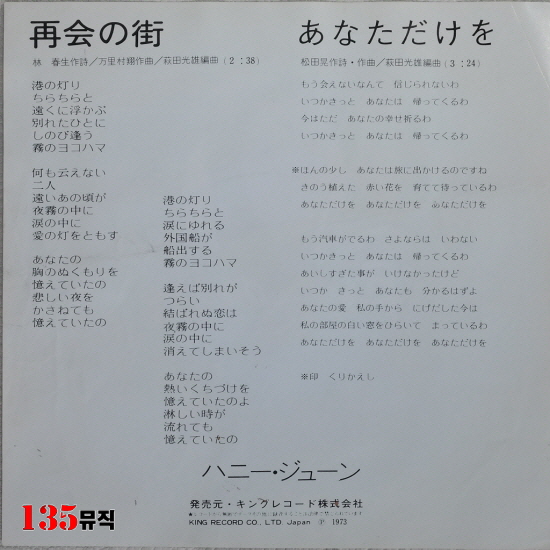 再会の街
林 春生作詩／万里村翔作曲／萩田光雄編曲(2:38)
港の灯り
ちらちらと
遠くに浮かぶ
別れたひとに
しのび逢う
霧のヨコハマ
何も云えない
二人
遠いあの頃が
夜霧の中に
涙の中に
愛の灯をともす
あなたの
胸のぬくもりを
憶えていたの
悲しい夜を
かさねても
憶えていたの
港の灯り
ちらちらと
涙にゆれる
外国船が
船出する
霧のヨコハマ
逢えば別れが
つらい
結ばれぬ恋は
夜霧の中に
涙の中に
消えてしまいそう
あなたの
熱いくちづけを
憶えていたのよ
淋しい時が
流れても
憶えていたの
あなただけを
松田晃作詩・作曲／萩田光雄編曲(3:24)
もう会えないなんて 信じられないわ
いつかきっと あなたは 帰ってくるわ
今はただ あなたの幸せ祈るわ
いつかきっと あなたは 帰ってくるわ
※ほんの少し あなたは旅に出かけるのですね
きのう植えた 赤い花を 育てて待っているわ
あなただけを あなただけを あなただけを
もう汽車がでるわ さよならは いわない
いつかきっと あなたは 帰ってくるわ
あいしすぎた事が いけなかったけど
いつか きっと あなたも 分かるはずよ
あなたの愛 私の手から にげだした今は
私の部屋の白い窓をひらいて まっているわ
あなただけを あなただけを あなただけを
※印 くりかえし
ハニー・ジューン
発売元・キングレコード株式会社
KING RECORD CO., LTD. Japan Ⓟ 1973
135뮤직